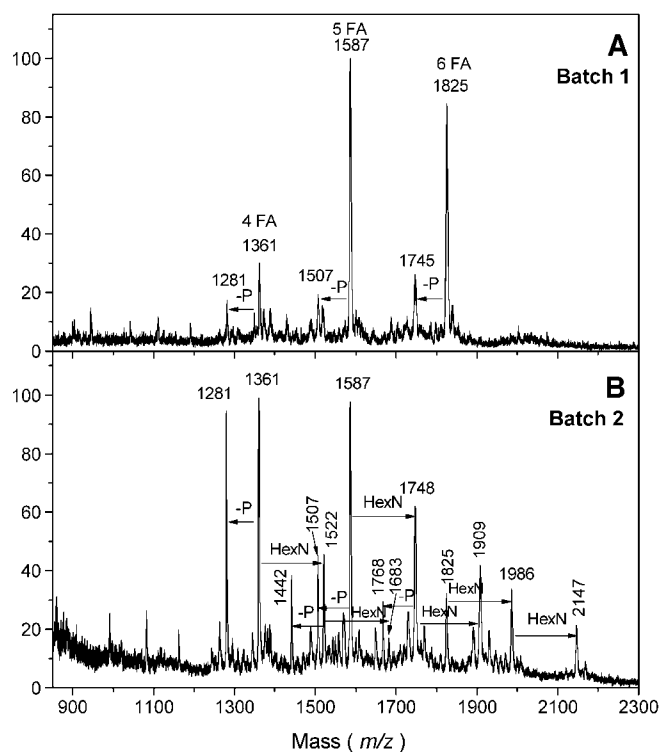 5 FA
1587
A
Batch 1
6 FA
1825
4 FA
1361
1281
-P
1507
-P
1745
-P
100
80
60
40
20
0
B
Batch 2
1281
1361
1587
-P
HexN
1442
-P
1507
1522
-P
HexN
HexN
1748
1768
1683
-P
HexN
1825
1909
HexN
1986
HexN
2147
100
80
60
40
20
0
900 1100 1300 1500 1700 1900 2100 2300
Mass ( m/z )